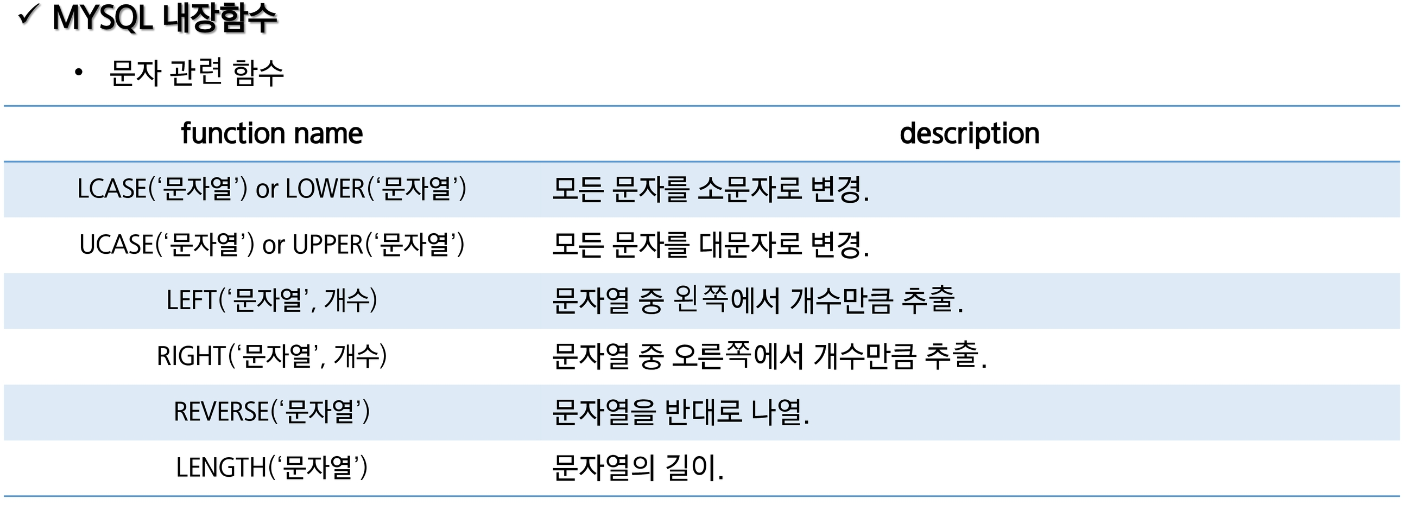 ✓ MYSQL 내장함수
• 문자 관련 함수
function name description
LCASE(‘문자열’) or LOWER(‘문자열’) 모든 문자를 소문자로 변경.
UCASE(‘문자열’) or UPPER(‘문자열’) 모든 문자를 대문자로 변경.
LEFT(‘문자열’, 개수) 문자열 중 왼쪽에서 개수만큼 추출.
RIGHT(‘문자열’, 개수) 문자열 중 오른쪽에서 개수만큼 추출.
REVERSE(‘문자열’) 문자열을 반대로 나열.
LENGTH(‘문자열’) 문자열의 길이.